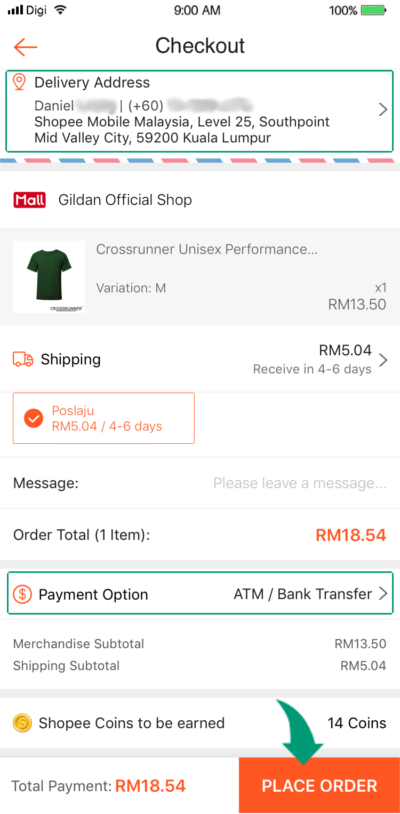 Digi
9:00 AM
100%
Checkout
Delivery Address
Daniel | (+60)
Shopee Mobile Malaysia, Level 25, Southpoint
Mid Valley City, 59200 Kuala Lumpur
Mall Gildan Official Shop
Crossrunner Unisex Performance...
Variation: M
x1
RM13.50
CROSSRUNNER
Shipping
RM5.04
Receive in 4-6 days
Poslaju
RM5.04 / 4-6 days
Message: Please leave a message...
Order Total (1 Item): RM18.54
Payment Option ATM / Bank Transfer
Merchandise Subtotal RM13.50
Shipping Subtotal RM5.04
Shopee Coins to be earned 14 Coins
Total Payment: RM18.54
PLACE ORDER